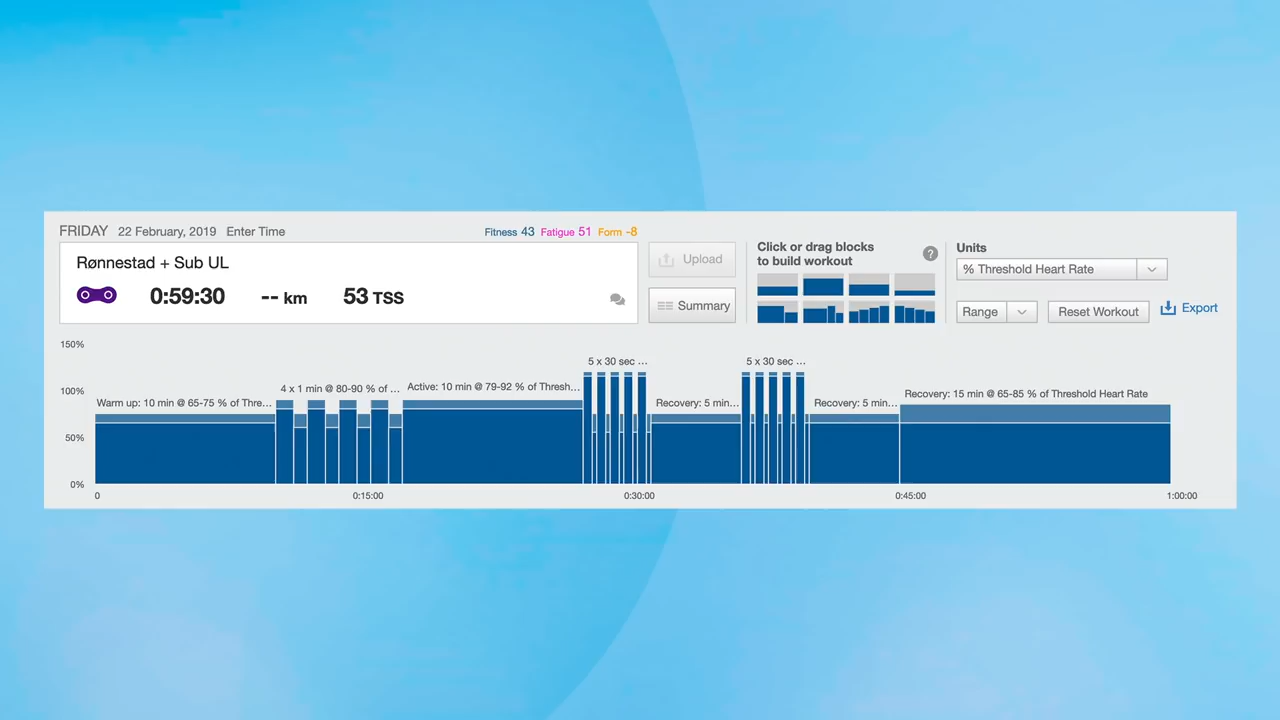 FRIDAY 22 February, 2019 Enter Time
Fitness 43 Fatigue 51 Form -8
Rønnestad + Sub UL
0:59:30 -- km 53 TSS
Upload
Summary
Click or drag blocks
to build workout
?
Units
% Threshold Heart Rate
Range
Reset Workout
Export
150%
100%
50%
0%
Warm up: 10 min @ 65-75 % of Thre...
4 x 1 min @ 80-90 % of ...
Active: 10 min @ 79-92 % of Thresh...
5 x 30 sec ...
Recovery: 5 min...
5 x 30 sec ...
Recovery: 5 min...
Recovery: 15 min @ 65-85 % of Threshold Heart Rate
0
0:15:00
0:30:00
0:45:00
1:00:00